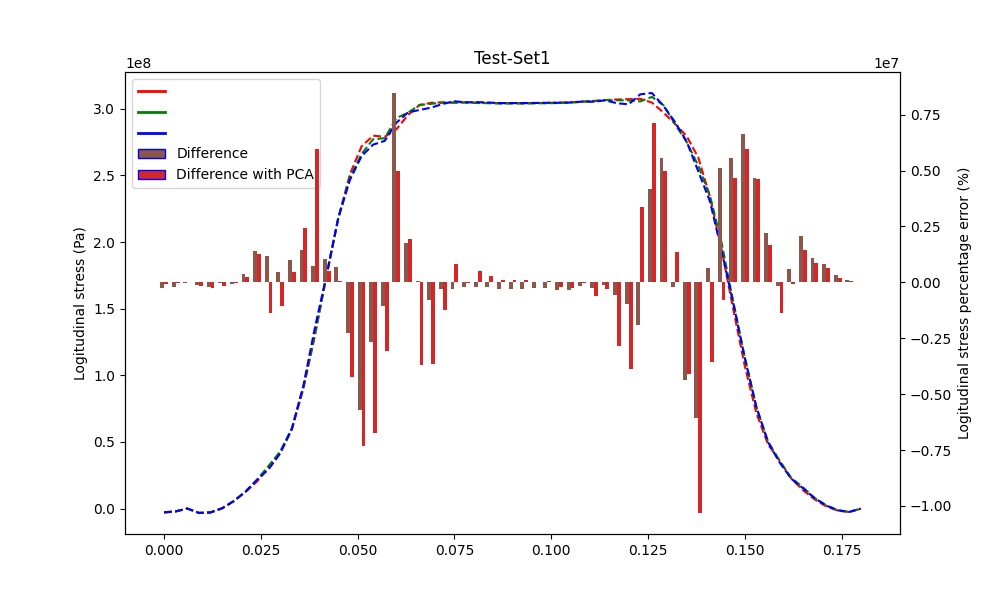 Test-Set1
1e8
1e7
Difference
Difference with PCA
3.0
2.5
2.0
1.5
1.0
0.5
0.0
Logitudinal stress (Pa)
0.75
0.50
0.25
0.00
−0.25
−0.50
−0.75
−1.00
Logitudinal stress percentage error (%)
0.000 0.025 0.050 0.075 0.100 0.125 0.150 0.175